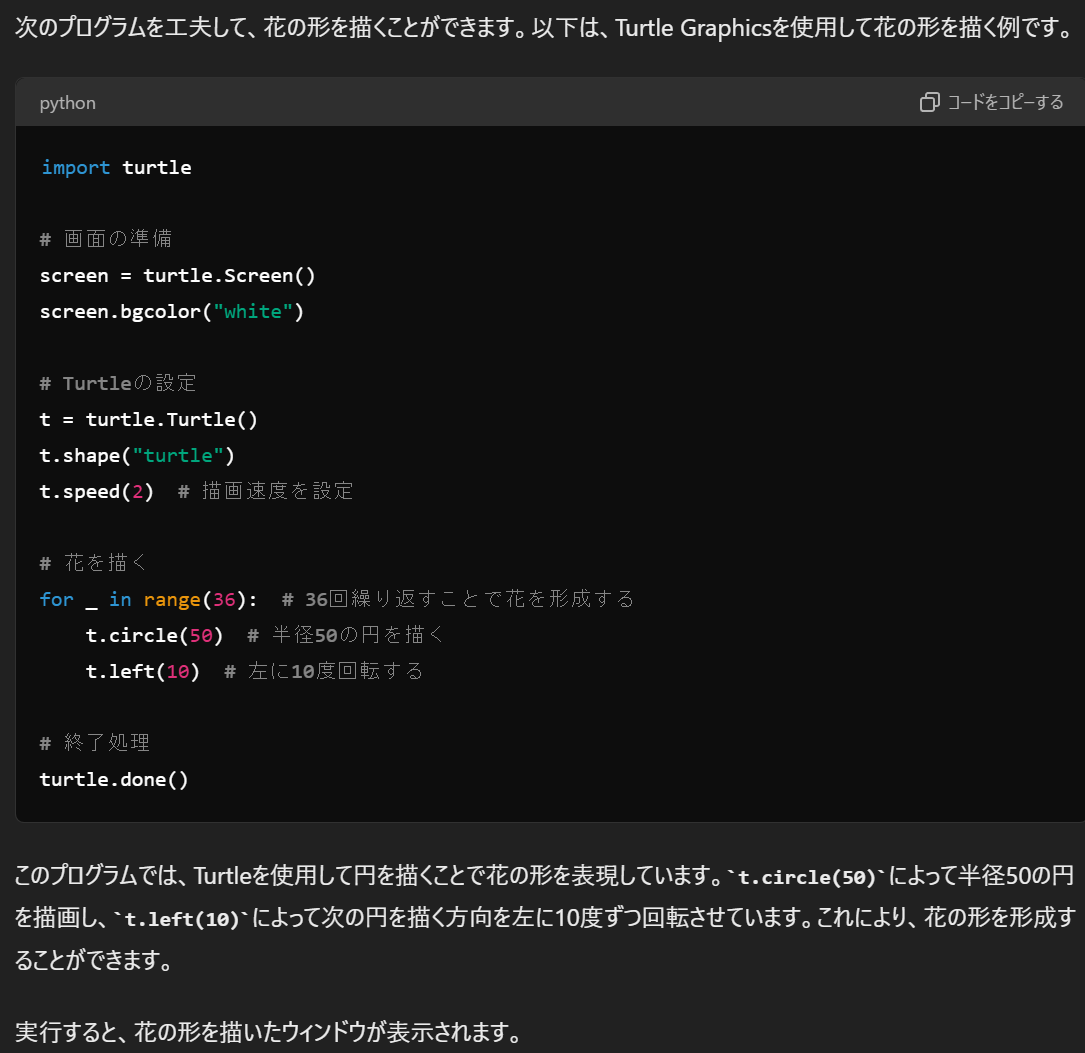 次のプログラムを工夫して、花の形を描くことができます。以下は、Turtle Graphicsを使用して花の形を描く例です。
python
コードをコピーする
import turtle
# 画面の準備
screen = turtle.Screen()
screen.bgcolor("white")
# Turtleの設定
t = turtle.Turtle()
t.shape("turtle")
t.speed(2)  # 描画速度を設定
# 花を描く
for _ in range(36):  # 36回繰り返すことで花を形成する
    t.circle(50)  # 半径50の円を描く
    t.left(10)  # 左に10度回転する
# 終了処理
turtle.done()
このプログラムでは、Turtleを使用して円を描くことで花の形を表現しています。`t.circle(50)`によって半径50の円
を描画し、`t.left(10)`によって次の円を描く方向を左に10度ずつ回転させています。これにより、花の形を形成す
ることができます。
実行すると、花の形を描いたウィンドウが表示されます。